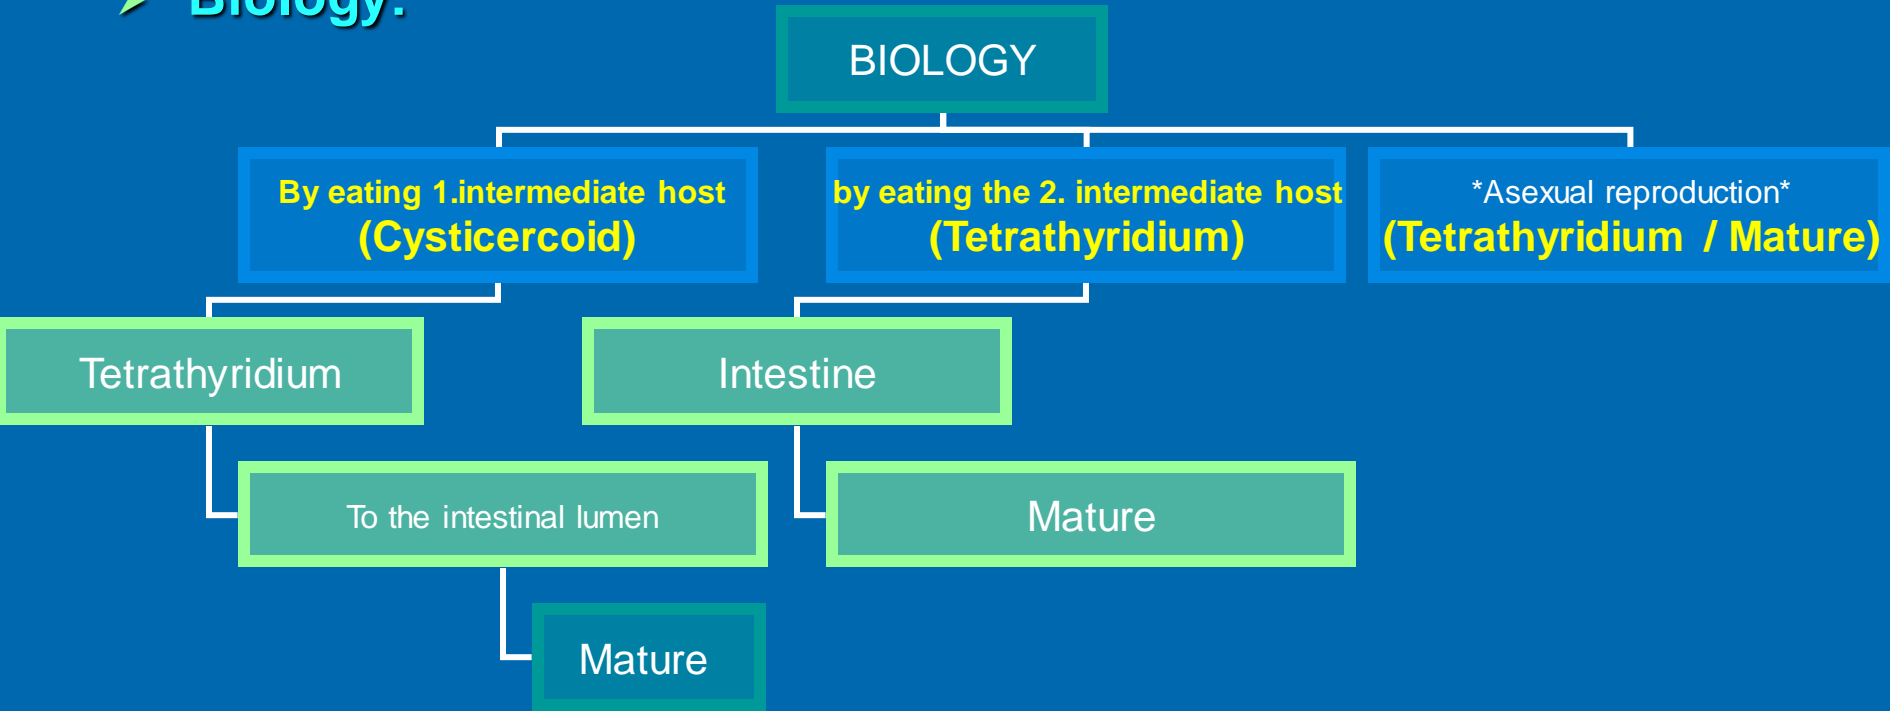 Biology:
BIOLOGY
By eating 1.intermediate host
(Cysticercoid)
by eating the 2. intermediate host
(Tetrathyridium)
*Asexual reproduction*
(Tetrathyridium / Mature)
Tetrathyridium
Intestine
To the intestinal lumen
Mature
Mature